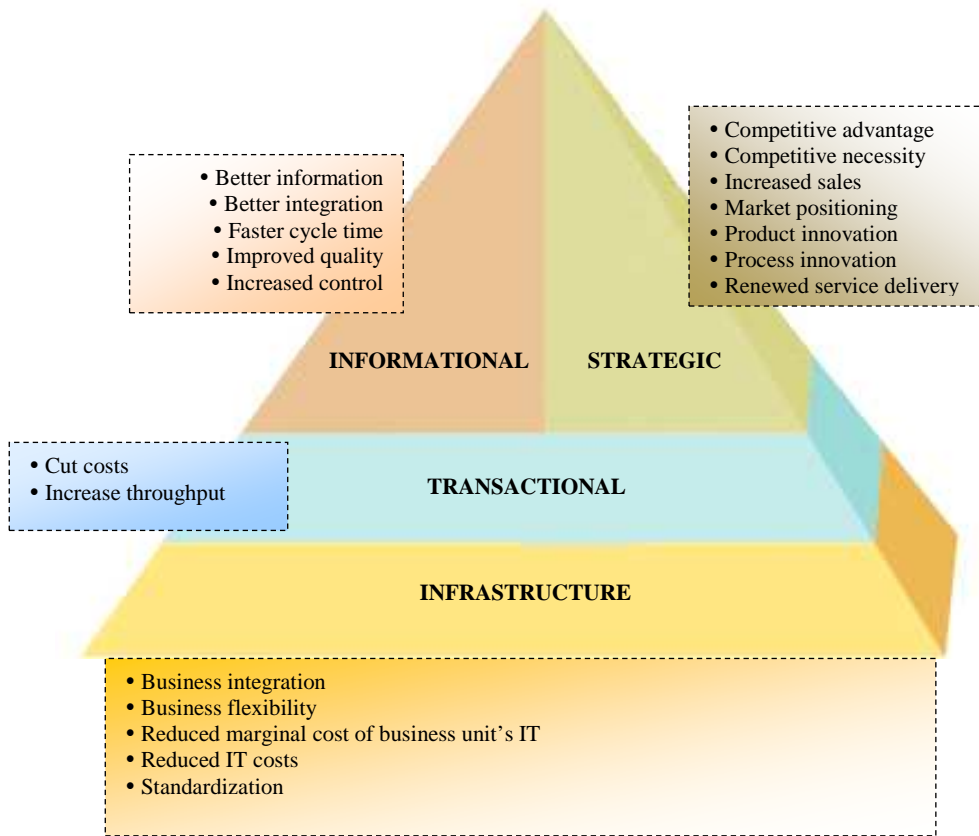 • Competitive advantage
• Competitive necessity
• Increased sales
• Market positioning
• Product innovation
• Process innovation
• Renewed service delivery
• Better information
• Better integration
• Faster cycle time
• Improved quality
• Increased control
INFORMATIONAL
STRATEGIC
• Cut costs
• Increase throughput
TRANSACTIONAL
INFRASTRUCTURE
• Business integration
• Business flexibility
• Reduced marginal cost of business unit’s IT
• Reduced IT costs
• Standardization